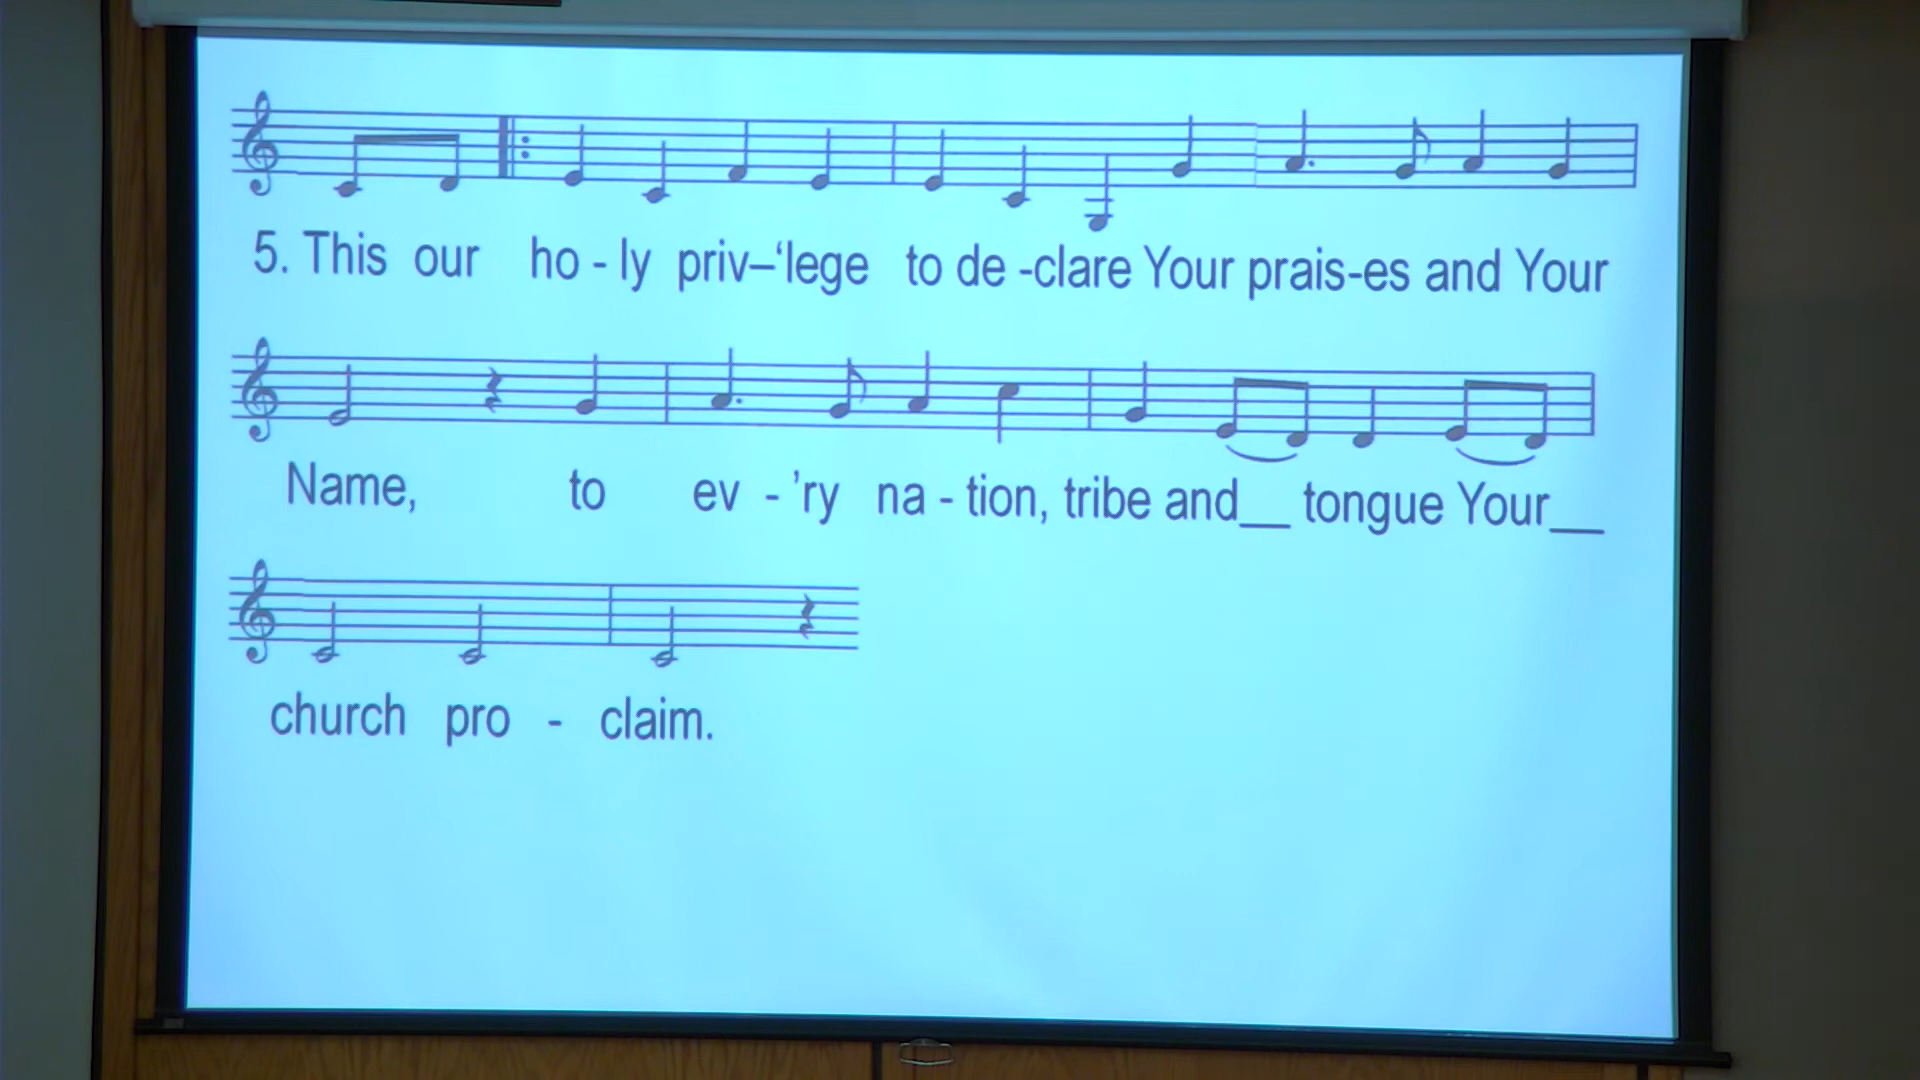 5. This our ho - ly priv–‘lege to de -clare Your prais-es and Your
Name, to ev - ’ry na - tion, tribe and__ tongue Your__
church pro - claim.